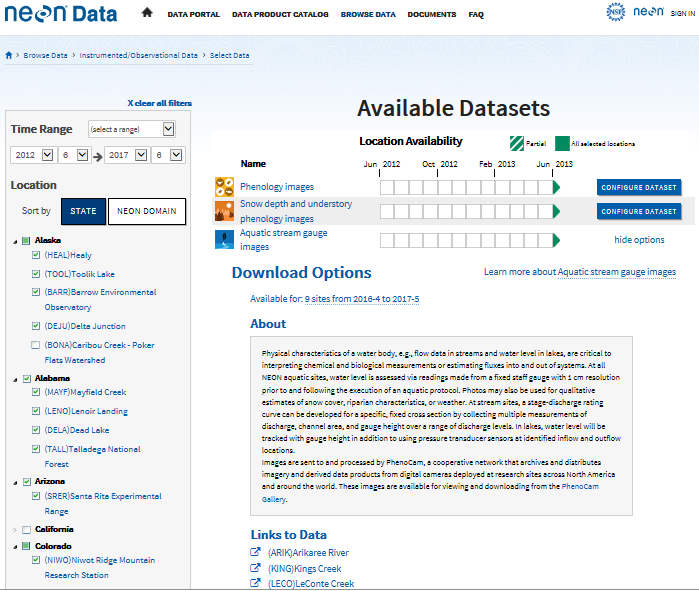 neon Data
DATA PORTAL DATA PRODUCT CATALOG BROWSE DATA DOCUMENTS FAQ
NSF neon SIGN IN
> Browse Data > Instrumented/Observational Data > Select Data
X clear all filters
Time Range (select a range)
2012 6 2017 6
Location
Sort by STATE NEON DOMAIN
Alaska
(HEAL)Healy
(TOOL)Toolik Lake
(BARR)Barrow Environmental
Observatory
(DEJU)Delta Junction
(BONA)Caribou Creek - Poker
Flats Watershed
Alabama
(MAYF)Mayfield Creek
(LENO)Lenoir Landing
(DELA)Dead Lake
(TALL)Talladega National
Forest
Arizona
(SRER)Santa Rita Experimental
Range
California
Colorado
(NIWO)Niwot Ridge Mountain
Research Station
Available Datasets
Location Availability Partial All selected locations
Name Jun 2012 Oct 2012 Feb 2013 Jun 2013
Phenology images CONFIGURE DATASET
Snow depth and understory
phenology images CONFIGURE DATASET
Aquatic stream gauge
images hide options
Download Options Learn more about Aquatic stream gauge images
Available for: 9 sites from 2016-4 to 2017-5
About
Physical characteristics of a water body, e.g., flow data in streams and water level in lakes, are critical to
interpreting chemical and biological measurements or estimating fluxes into and out of systems. At all
NEON aquatic sites, water level is assessed via readings made from a fixed staff gauge with 1 cm resolution
prior to and following the execution of an aquatic protocol. Photos may also be used for qualitative
estimates of snow cover, riparian characteristics, or weather. At stream sites, a stage-discharge rating
curve can be developed for a specific, fixed cross section by collecting multiple measurements of
discharge, channel area, and gauge height over a range of discharge levels. In lakes, water level will be
tracked with gauge height in addition to using pressure transducer sensors at identified inflow and outflow
locations.
Images are sent to and processed by PhenoCam, a cooperative network that archives and distributes
imagery and derived data products from digital cameras deployed at research sites across North America
and around the world. These images are available for viewing and downloading from the PhenoCam
Gallery.
Links to Data
(ARIK)Arikaree River
(KING)Kings Creek
(LECO)LeConte Creek